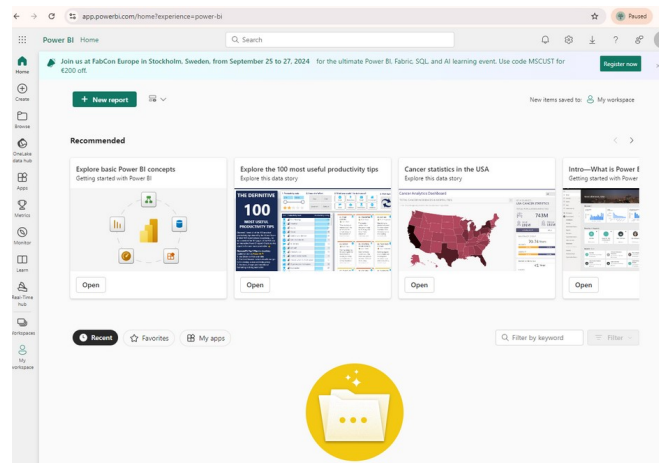 app.powerbi.com/home?experience=power-bi
Paused
Power BI Home
Search
Join us at FabCon Europe in Stockholm, Sweden, from September 25 to 27, 2024 for the ultimate Power BI, Fabric, SQL, and AI learning event. Use code MSCUST for
€200 off.
Register now
Home
Create
Browse
OneLake
data hub
Apps
Metrics
Monitor
Learn
Real-Time
hub
Workspaces
My
workspace
+ New report
New items saved to: My workspace
Recommended
Explore basic Power BI concepts
Getting started with Power BI
Open
Explore the 100 most useful productivity tips
Explore this data story
THE DEFINITIVE
100
MOST USEFUL
PRODUCTIVITY TIPS
Open
Cancer statistics in the USA
Explore this data story
Cancer Analytics Dashboard
Open
Intro—What is Power B
Getting started with Power
Open
Recent
Favorites
My apps
Filter by keyword
Filter